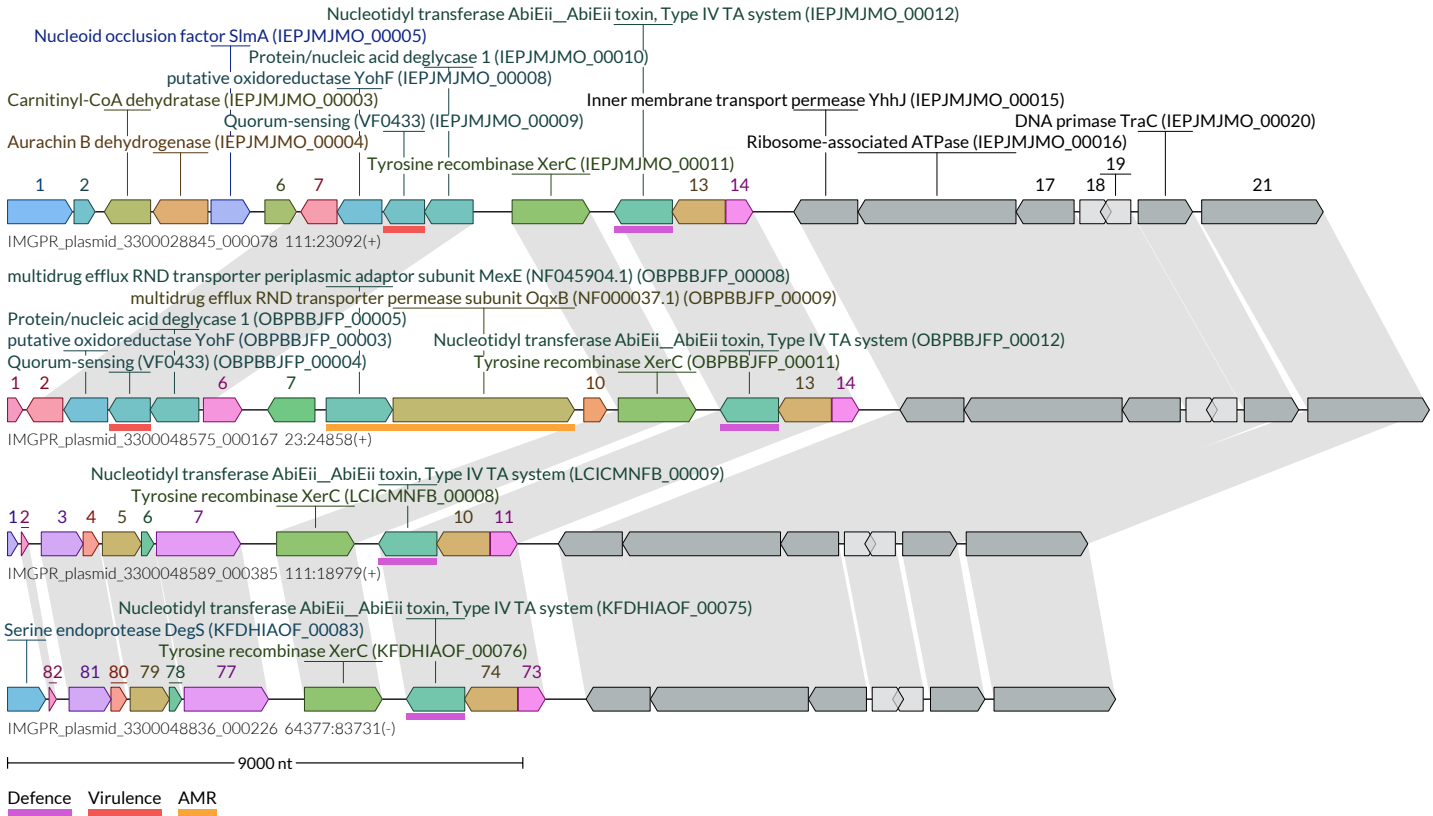 Nucleotidyl transferase AbiEii__AbiEii toxin, Type IV TA system (IEPJMJMO_00012)
Nucleoid occlusion factor SlmA (IEPJMJMO_00005)
Protein/nucleic acid deglycase 1 (IEPJMJMO_00010)
putative oxidoreductase YohF (IEPJMJMO_00008)
Carnitinyl-CoA dehydratase (IEPJMJMO_00003)
Inner membrane transport permease YhhJ (IEPJMJMO_00015)
Quorum-sensing (VF0433) (IEPJMJMO_00009)
DNA primase TraC (IEPJMJMO_00020)
Aurachin B dehydrogenase (IEPJMJMO_00004)
Ribosome-associated ATPase (IEPJMJMO_00016)
Tyrosine recombinase XerC (IEPJMJMO_00011)
19
1 2 6 7 13 14 17 18 21
IMGPR_plasmid_3300028845_000078 111:23092(+)
multidrug efflux RND transporter periplasmic adaptor subunit MexE (NF045904.1) (OBPBBJFP_00008)
multidrug efflux RND transporter permease subunit OqxB (NF000037.1) (OBPBBJFP_00009)
Protein/nucleic acid deglycase 1 (OBPBBJFP_00005)
putative oxidoreductase YohF (OBPBBJFP_00003)
Nucleotidyl transferase AbiEii__AbiEii toxin, Type IV TA system (OBPBBJFP_00012)
Quorum-sensing (VF0433) (OBPBBJFP_00004)
Tyrosine recombinase XerC (OBPBBJFP_00011)
1 2 6 7 10 13 14
IMGPR_plasmid_3300048575_000167 23:24858(+)
Nucleotidyl transferase AbiEii__AbiEii toxin, Type IV TA system (LCICMNFB_00009)
Tyrosine recombinase XerC (LCICMNFB_00008)
1 2 3 4 5 6 7 10 11
IMGPR_plasmid_3300048589_000385 111:18979(+)
Nucleotidyl transferase AbiEii__AbiEii toxin, Type IV TA system (KFDHIAOF_00075)
Serine endoprotease DegS (KFDHIAOF_00083)
Tyrosine recombinase XerC (KFDHIAOF_00076)
82 81 80 79 78 77 74 73
IMGPR_plasmid_3300048836_000226 64377:83731(-)
9000 nt
Defence Virulence AMR